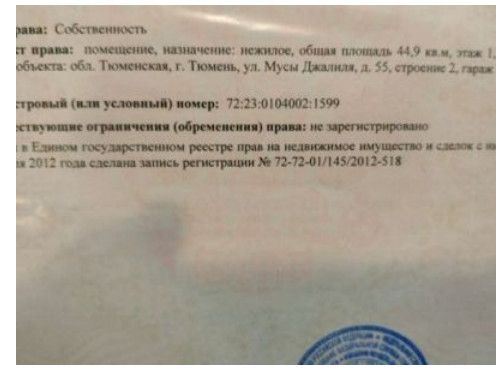 рава: Собственность
кт права: помещение, назначение: нежилое, общая площадь 44,9 кв.м, этаж 1,
объекта: обл. Тюменская, г. Тюмень, ул. Мусы Джалиля, д. 55, строение 2, гараж
стровый (или условный) номер: 72:23:0104002:1599
ествующие ограничения (обременения) права: не зарегистрировано
в Едином государственном реестре прав на недвижимое имущество и сделок с
я 2012 года сделана запись регистрации № 72-72-01/145/2012-518